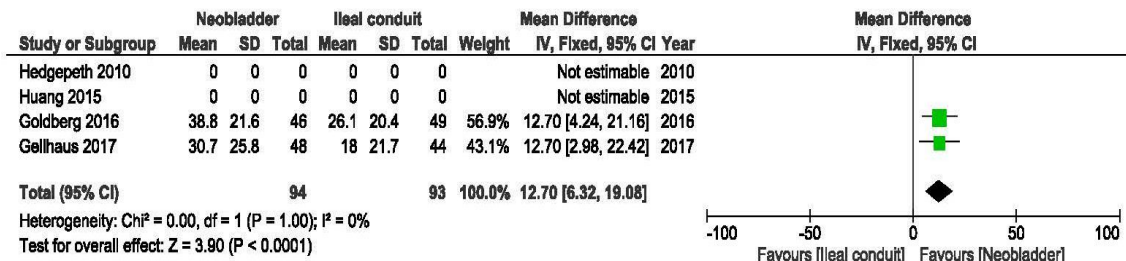 Neobladder Ileal conduit Mean Difference Mean Difference
Study or Subgroup Mean SD Total Mean SD Total Weight IV, Fixed, 95% CI Year IV, Fixed, 95% CI
Hedgepeth 2010 0 0 0 0 0 0 Not estimable 2010
Huang 2015 0 0 0 0 0 0 Not estimable 2015
Goldberg 2016 38.8 21.6 46 26.1 20.4 49 56.9% 12.70 [4.24, 21.16] 2016
Gellhaus 2017 30.7 25.8 48 18 21.7 44 43.1% 12.70 [2.98, 22.42] 2017
Total (95% CI) 94 93 100.0% 12.70 [6.32, 19.08]
Heterogeneity: Chi² = 0.00, df = 1 (P = 1.00); I² = 0%
Test for overall effect: Z = 3.90 (P < 0.0001)
-100 -50 0 50 100
Favours [Ileal conduit] Favours [Neobladder]